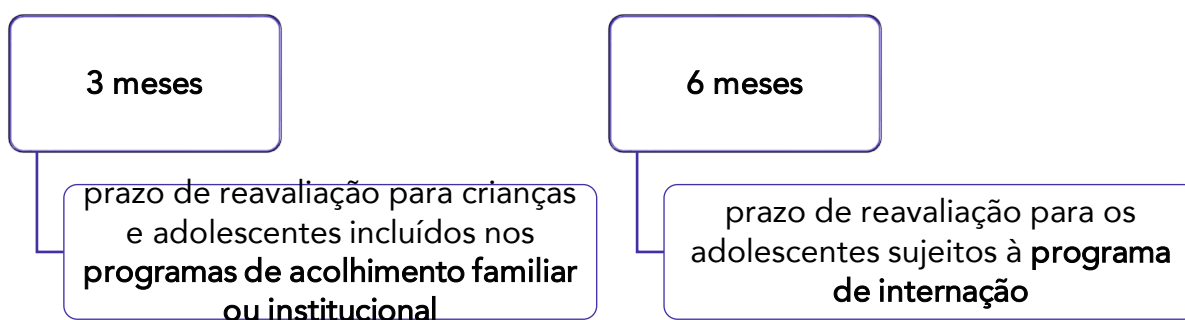 3 meses
prazo de reavaliação para crianças
e adolescentes incluídos nos
programas de acolhimento familiar
ou institucional
6 meses
prazo de reavaliação para os
adolescentes sujeitos à programa
de internação